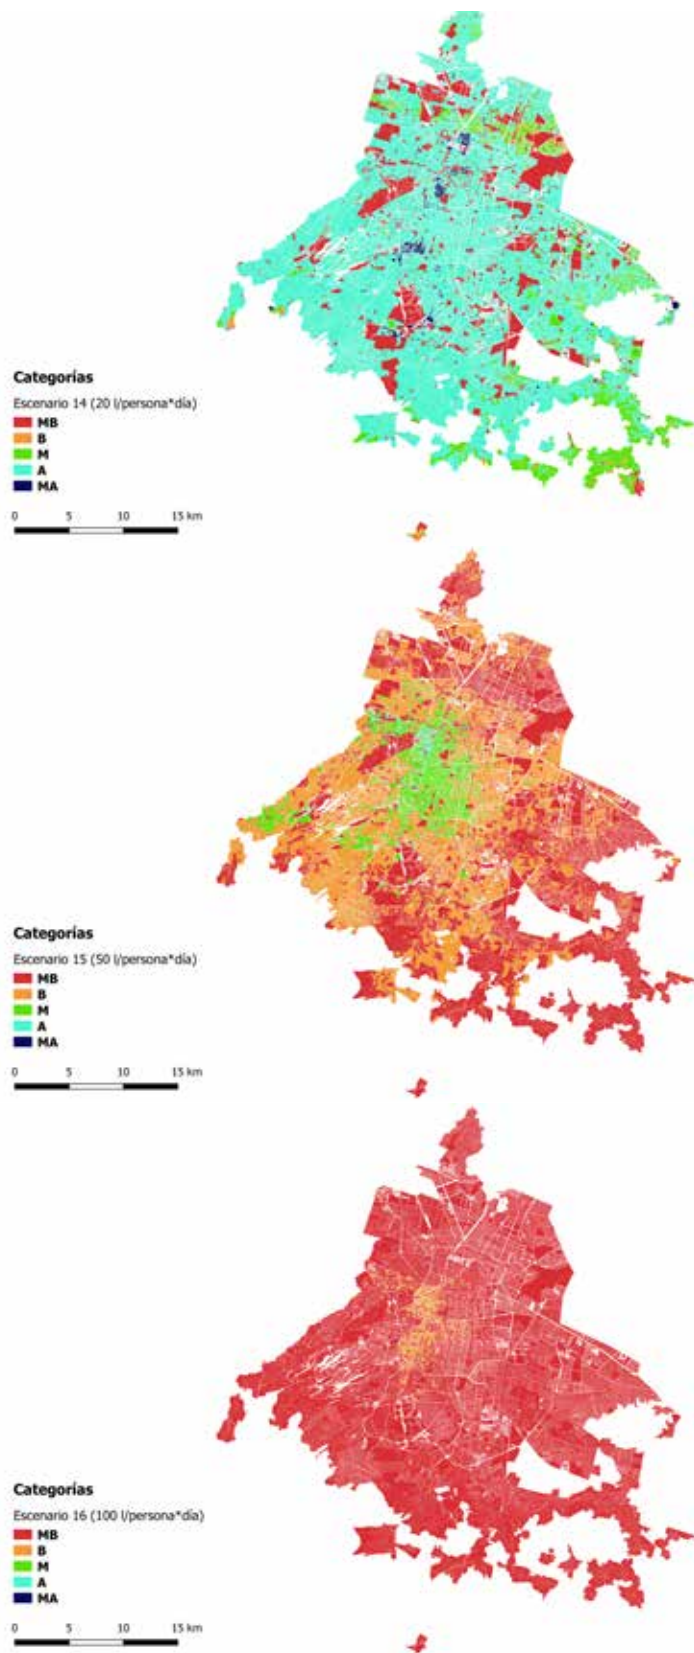 Categorías
Escenario 14 (20 l/persona*día)
MB
B
M
A
MA
0 5 10 15 km
Categorías
Escenario 15 (50 l/persona*día)
MB
B
M
A
MA
0 5 10 15 km
Categorías
Escenario 16 (100 l/persona*día)
MB
B
M
A
MA
0 5 10 15 km